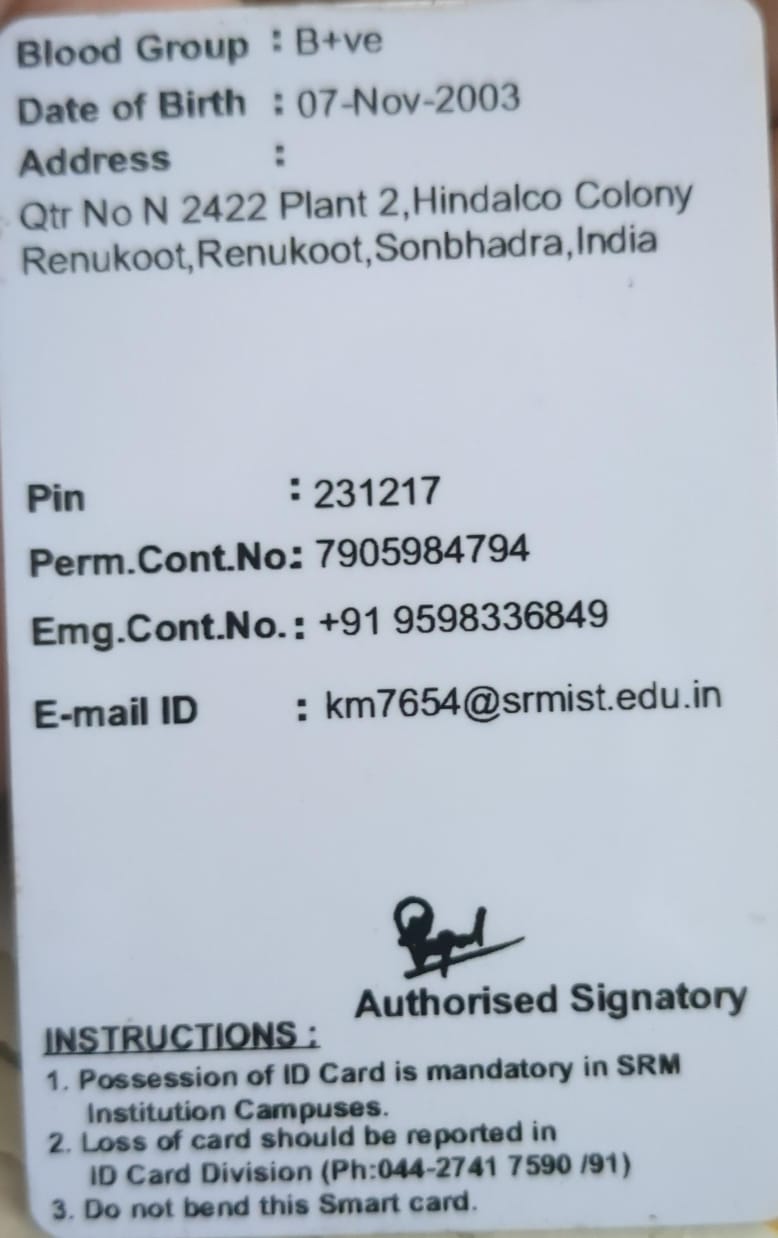 Blood Group : B+ve
Date of Birth : 07-Nov-2003
Address :
Qtr No N 2422 Plant 2,Hindalco Colony
Renukoot,Renukoot,Sonbhadra,India
Pin : 231217
Perm.Cont.No: 7905984794
Emg.Cont.No. : +91 9598336849
E-mail ID : km7654@srmist.edu.in
Authorised Signatory
INSTRUCTIONS :
1. Possession of ID Card is mandatory in SRM
Institution Campuses.
2. Loss of card should be reported in
ID Card Division (Ph:044-2741 7590 /91)
3. Do not bend this Smart card.